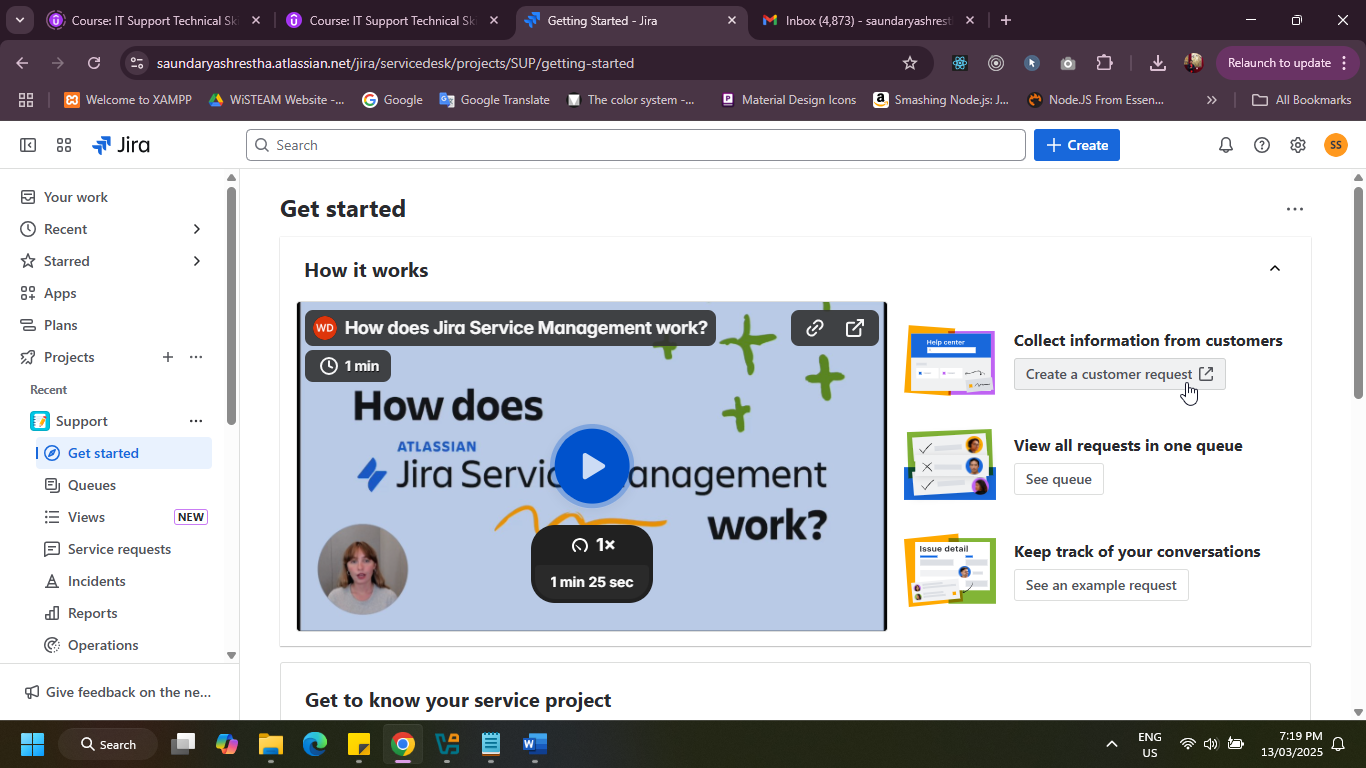 Course: IT Support Technical Sk
Course: IT Support Technical Sk
Getting Started - Jira
Inbox (4,873) - saundaryashrest
saundaryashrestha.atlassian.net/jira/servicedesk/projects/SUP/getting-started
Relaunch to update
Welcome to XAMPP
WiSTEAM Website -...
Google
Google Translate
The color system -...
Material Design Icons
Smashing Node.js: J...
NodeJS From Essen...
»
All Bookmarks
Jira
Search
+ Create
SS
Your work
Recent
Starred
Apps
Plans
Projects
Recent
Support
Get started
Queues
Views
NEW
Service requests
Incidents
Reports
Operations
Give feedback on the ne...
Get started
How it works
WD How does Jira Service Management work?
1 min
How does
ATLASSIAN
Jira Servic anagement
work?
1×
1 min 25 sec
Help center
Collect information from customers
Create a customer request
View all requests in one queue
See queue
Issue detail
Keep track of your conversations
See an example request
Get to know your service project
Search
ENG
US
7:19 PM
13/03/2025